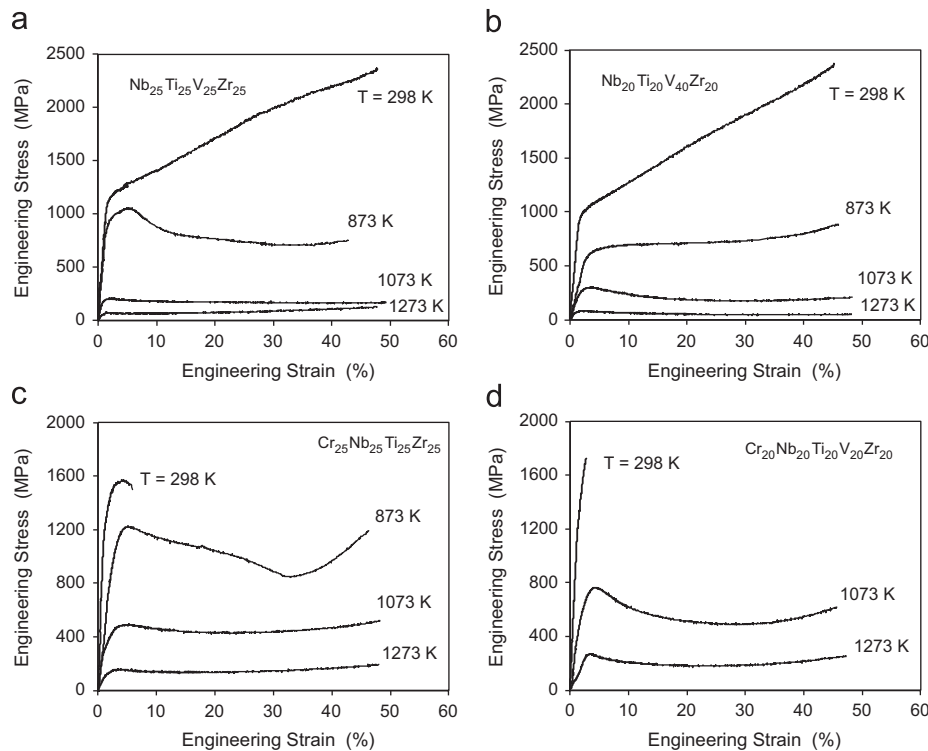 a
Nb25Ti25V25Zr25
T = 298 K
873 K
1073 K
1273 K
Engineering Stress (MPa)
2500
2000
1500
1000
500
0
0 10 20 30 40 50 60
Engineering Strain (%)
b
Nb20Ti20V40Zr20
T = 298 K
873 K
1073 K
1273 K
Engineering Stress (MPa)
2500
2000
1500
1000
500
0
0 10 20 30 40 50 60
Engineering Strain (%)
c
Cr25Nb25Ti25Zr25
T = 298 K
873 K
1073 K
1273 K
Engineering Stress (MPa)
2000
1600
1200
800
400
0
0 10 20 30 40 50 60
Engineering Strain (%)
d
Cr20Nb20Ti20V20Zr20
T = 298 K
1073 K
1273 K
Engineering Stress (MPa)
2000
1600
1200
800
400
0
0 10 20 30 40 50 60
Engineering Strain (%)